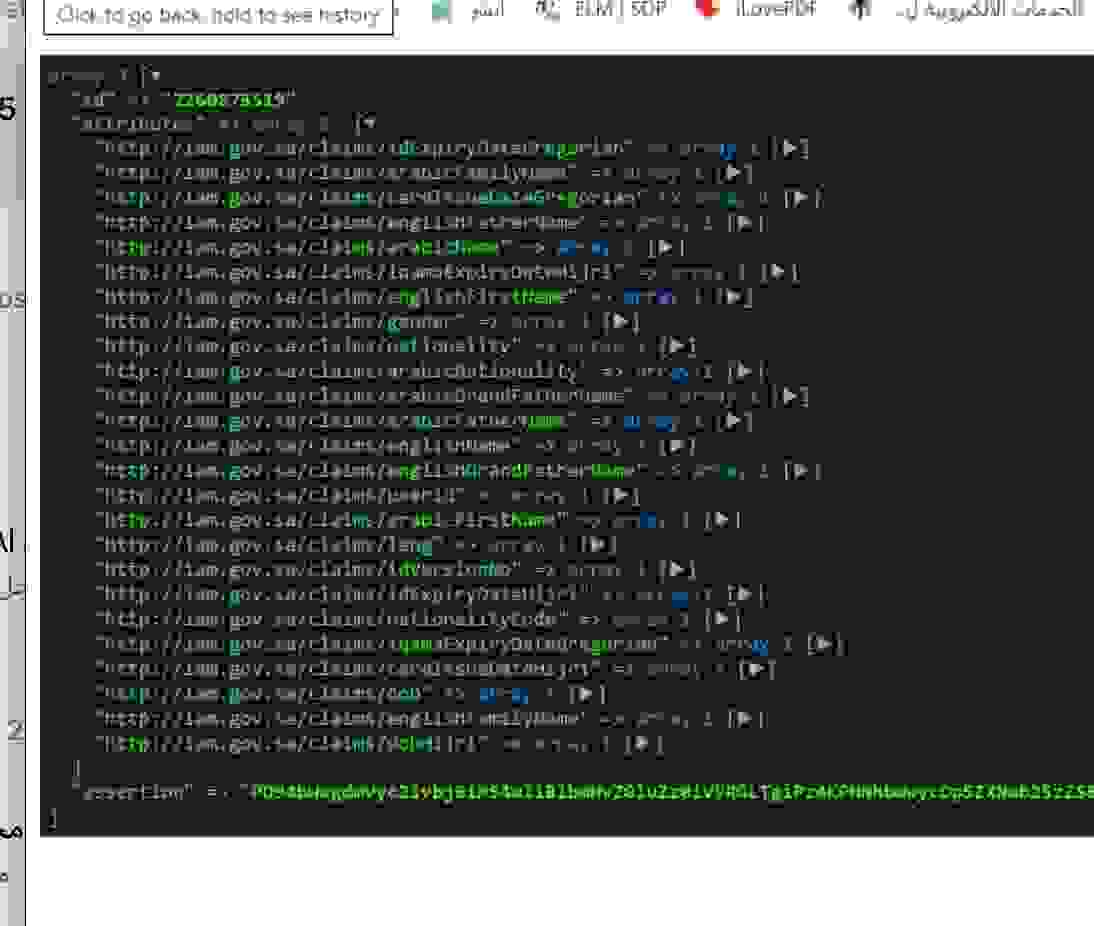 Click to go back, hold to see history
ELM | SDP
iLovePDF
الخدمات الالكترونية
array 3 [▼
"id" => "2260879519"
"attributes" => array [▼
"http://iam.gov.sa/claims/idExpiryDateGregorian" => array:1 [▶]
"http://iam.gov.sa/claims/arabicFamilyName" => array:1 [▶]
"http://iam.gov.sa/claims/cardIssueDateGregorian" => array:1 [▶]
"http://iam.gov.sa/claims/englishFatherName" => array:1 [▶]
"http://iam.gov.sa/claims/arabicName" => array:1 [▶]
"http://iam.gov.sa/claims/iqamaExpiryDateHijri" => array:1 [▶]
"http://iam.gov.sa/claims/englishFirstName" => array:1 [▶]
"http://iam.gov.sa/claims/gender" => array:1 [▶]
"http://iam.gov.sa/claims/nationality" => array:1 [▶]
"http://iam.gov.sa/claims/arabicNationality" => array:1 [▶]
"http://iam.gov.sa/claims/arabicGrandFatherName" => array:1 [▶]
"http://iam.gov.sa/claims/arabicFatherName" => array:1 [▶]
"http://iam.gov.sa/claims/englishName" => array:1 [▶]
"http://iam.gov.sa/claims/englishGrandFatherName" => array:1 [▶]
"http://iam.gov.sa/claims/userid" => array:1 [▶]
"http://iam.gov.sa/claims/arabicFirstName" => array:1 [▶]
"http://iam.gov.sa/claims/lang" => array:1 [▶]
"http://iam.gov.sa/claims/idVersionNo" => array:1 [▶]
"http://iam.gov.sa/claims/idExpiryDateHijri" => array:1 [▶]
"http://iam.gov.sa/claims/nationalityCode" => array:1 [▶]
"http://iam.gov.sa/claims/iqamaExpiryDateGregorian" => array:1 [▶]
"http://iam.gov.sa/claims/cardIssueDateHijri" => array:1 [▶]
"http://iam.gov.sa/claims/dob" => array:1 [▶]
"http://iam.gov.sa/claims/englishFamilyName" => array:1 [▶]
"http://iam.gov.sa/claims/dobHijri" => array:1 [▶]
]
"assertion" => "
]